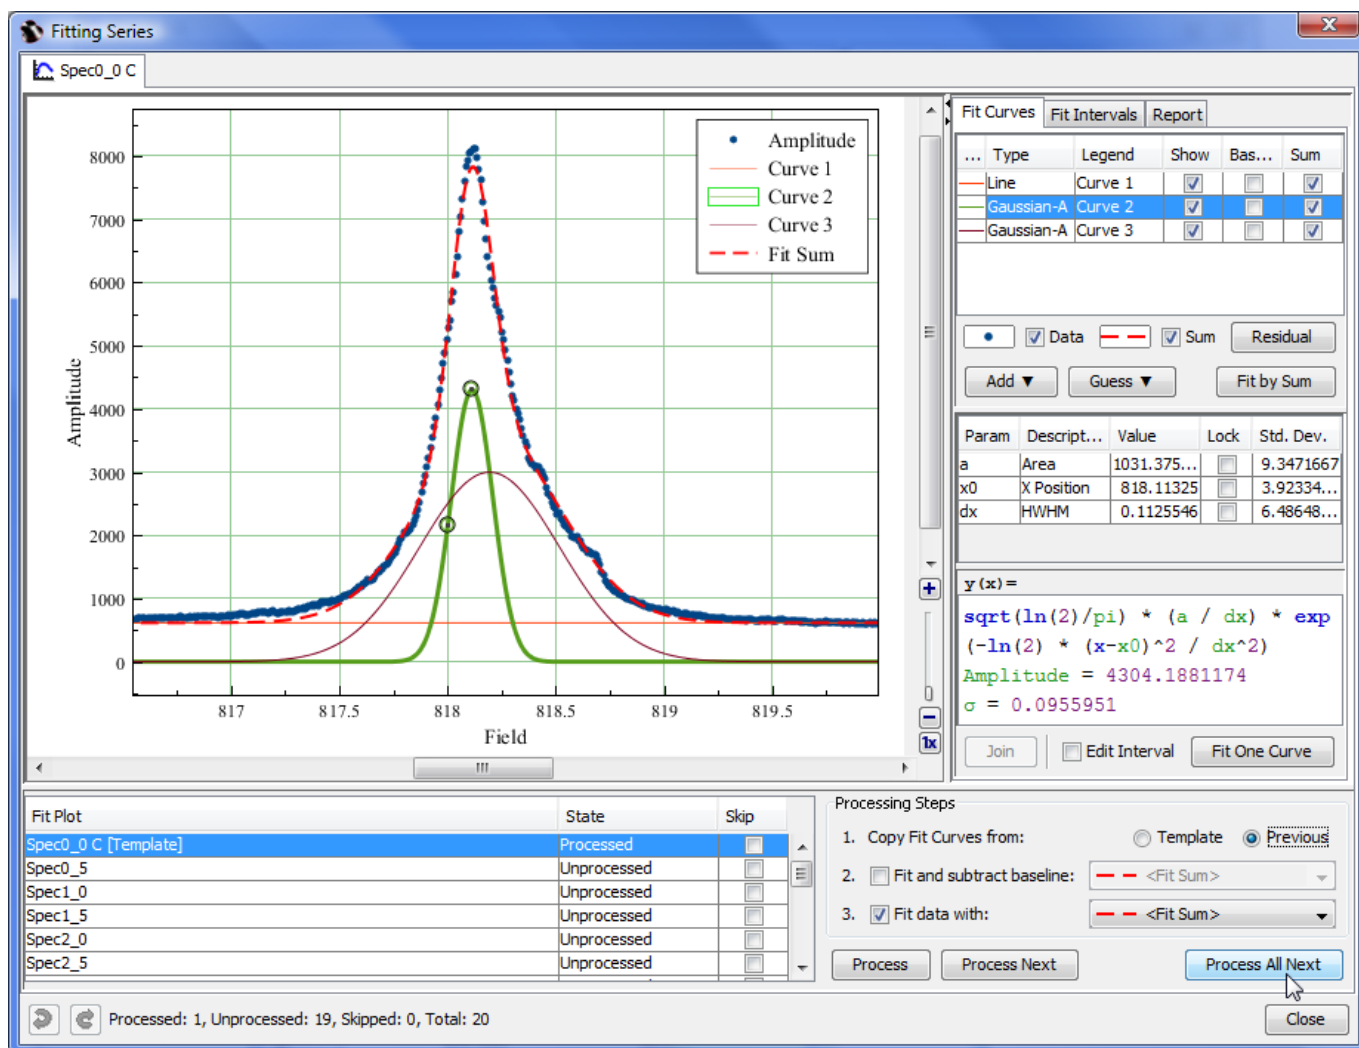 Fitting Series
X
Spec0_0 C
8000
7000
6000
5000
4000
3000
2000
1000
0
Amplitude
817
817.5
818
818.5
819
819.5
Field
Amplitude
Curve 1
Curve 2
Curve 3
Fit Sum
1x
Fit Curves Fit Intervals Report
... Type Legend Show Bas... Sum
Line Curve 1
Gaussian-A Curve 2
Gaussian-A Curve 3
Data Sum Residual
Add ▼ Guess ▼ Fit by Sum
Param Descript... Value Lock Std. Dev.
a Area 1031.375... 9.3471667
x0 X Position 818.11325 3.92334...
dx HWHM 0.1125546 6.48648...
y(x)=
sqrt(ln(2)/pi) * (a / dx) * exp
(-ln(2) * (x-x0)^2 / dx^2)
Amplitude = 4304.1881174
σ = 0.0955951
Join Edit Interval Fit One Curve
Fit Plot State Skip
Spec0_0 C [Template] Processed
Spec0_5 Unprocessed
Spec1_0 Unprocessed
Spec1_5 Unprocessed
Spec2_0 Unprocessed
Spec2_5 Unprocessed
Processing Steps
1. Copy Fit Curves from: Template Previous
2. Fit and subtract baseline: <Fit Sum>
3. Fit data with: <Fit Sum>
Process Process Next Process All Next
Processed: 1, Unprocessed: 19, Skipped: 0, Total: 20
Close